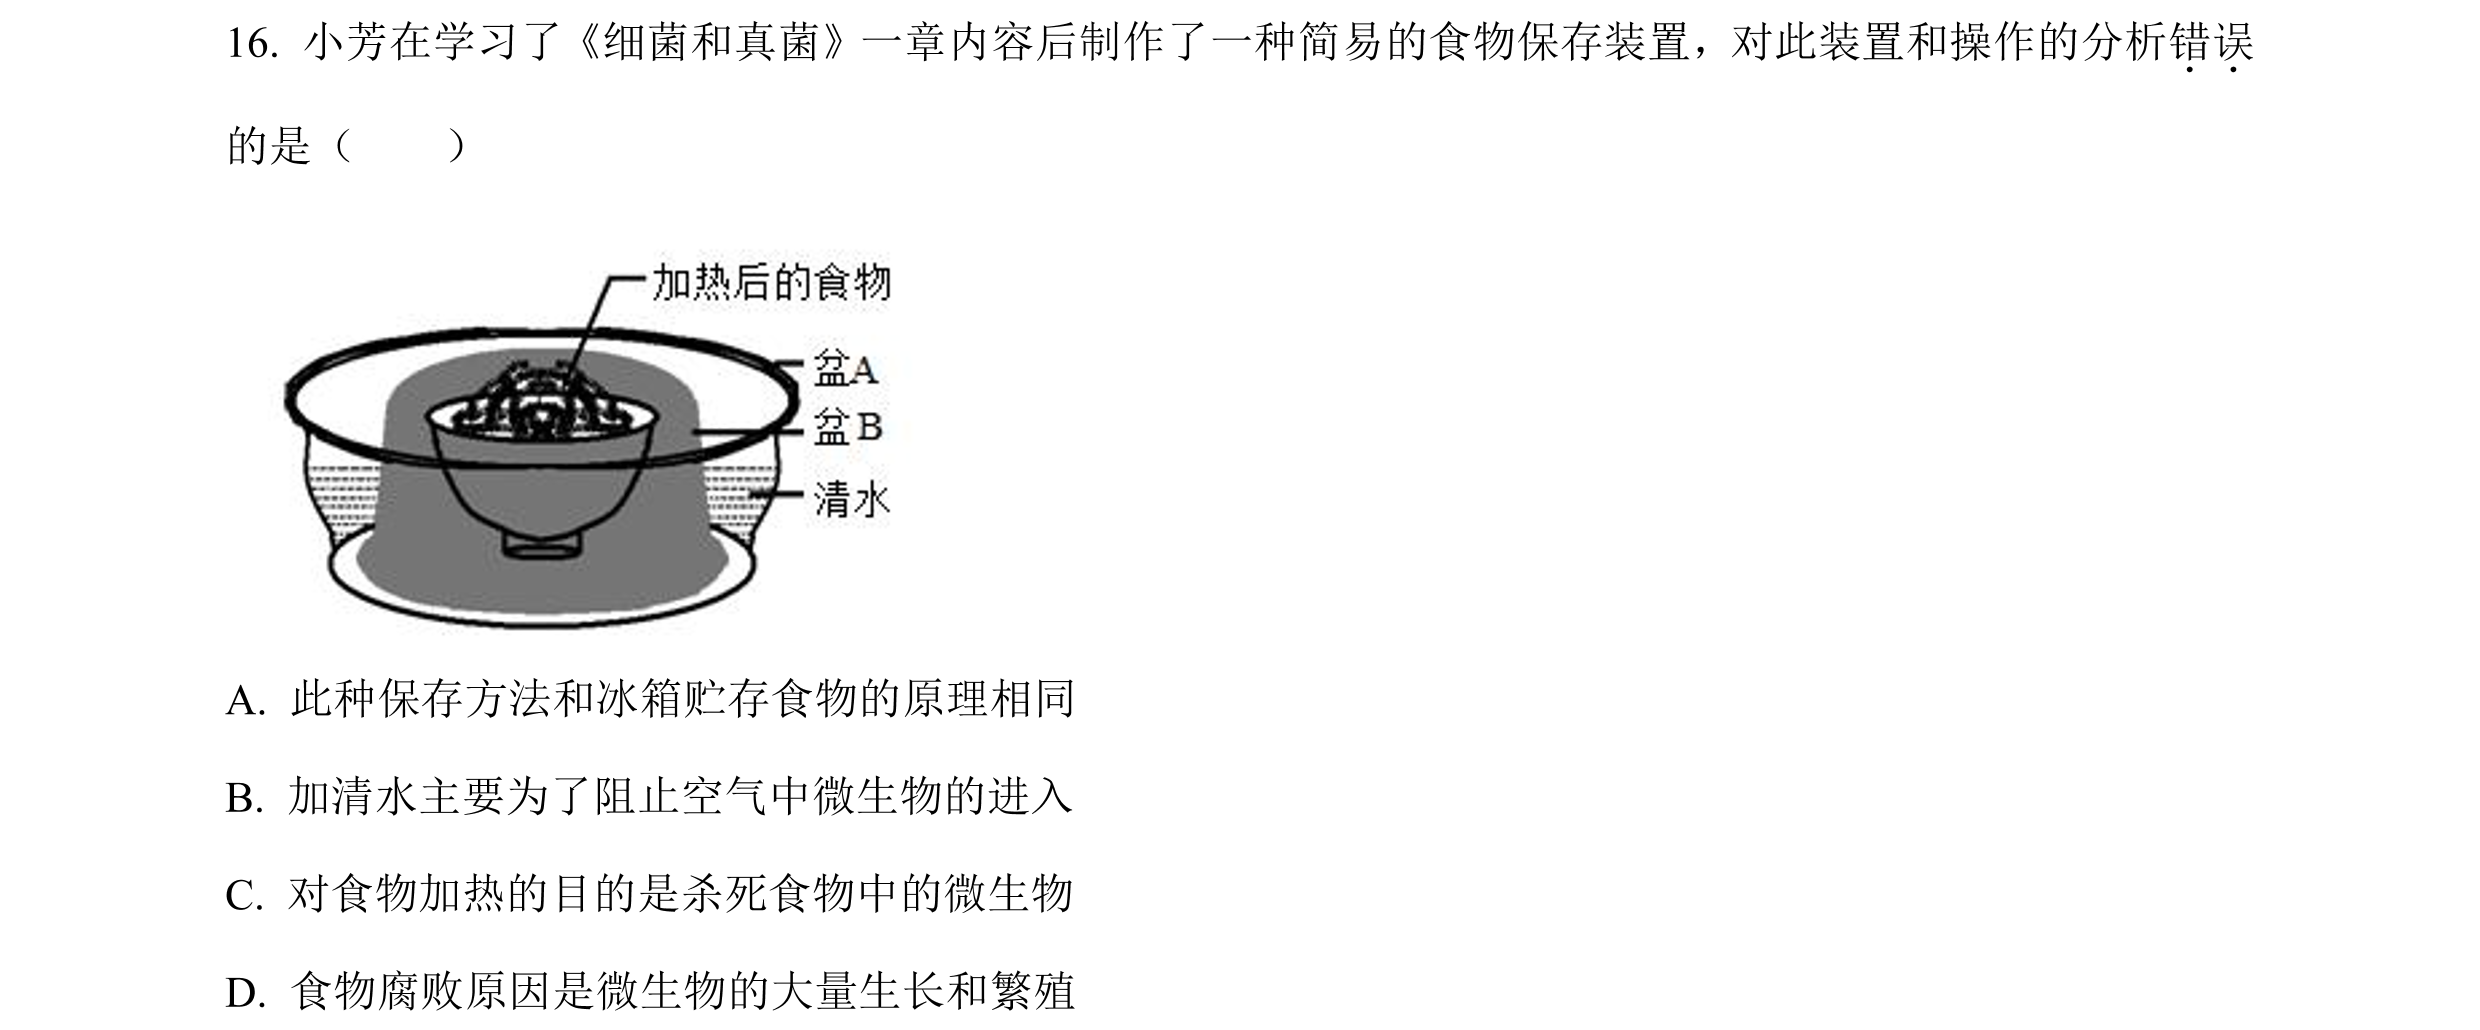 16. 小芳在学习了《细菌和真菌》一章内容后制作了一种简易的食物保存装置，对此装置和操作的分析错误
的是（　　）
加热后的食物
盆A
盆B
清水
A. 此种保存方法和冰箱贮存食物的原理相同
B. 加清水主要为了阻止空气中微生物的进入
C. 对食物加热的目的是杀死食物中的微生物
D. 食物腐败原因是微生物的大量生长和繁殖